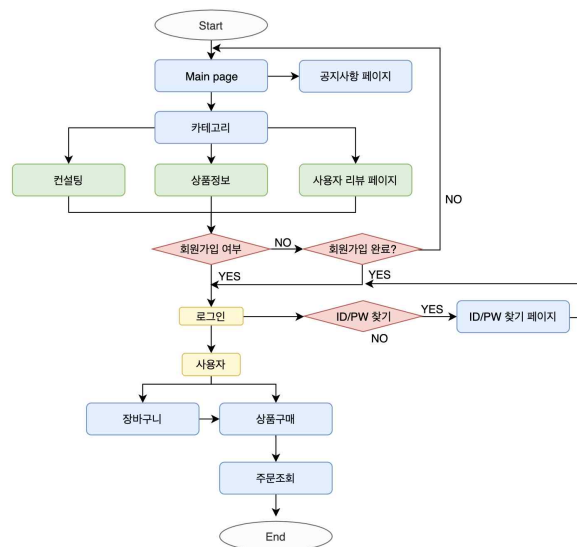 Start
Main page
공지사항 페이지
카테고리
컨설팅
상품정보
사용자 리뷰 페이지
NO
회원가입 여부
NO
회원가입 완료?
YES
YES
로그인
ID/PW 찾기
YES
ID/PW 찾기 페이지
NO
사용자
장바구니
상품구매
주문조회
End